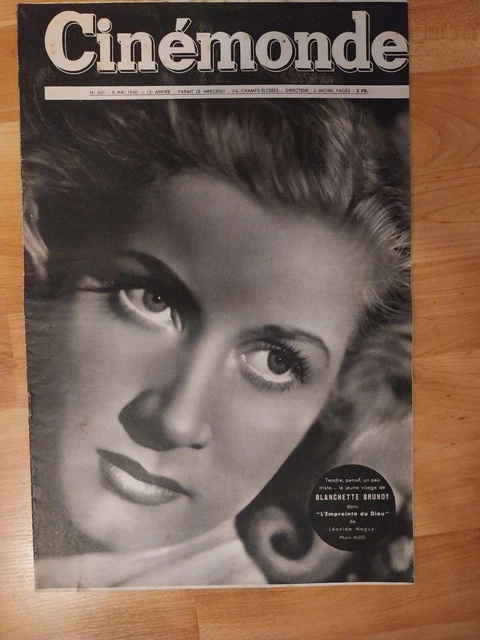 Cinémonde
N° 601 - 8 MAI 1940 - 13e ANNÉE - PARAIT LE MERCREDI - 114, CHAMPS-ÉLYSÉES - DIRECTEUR, J.-MICHEL PAGÈS - 2 FR.
Tendre, pensif, un peu
triste... le jeune visage de
BLANCHETTE BRUNOY
dans
"L'Empreinte du Dieu"
de
Léonide Moguy.
Photo ALDO